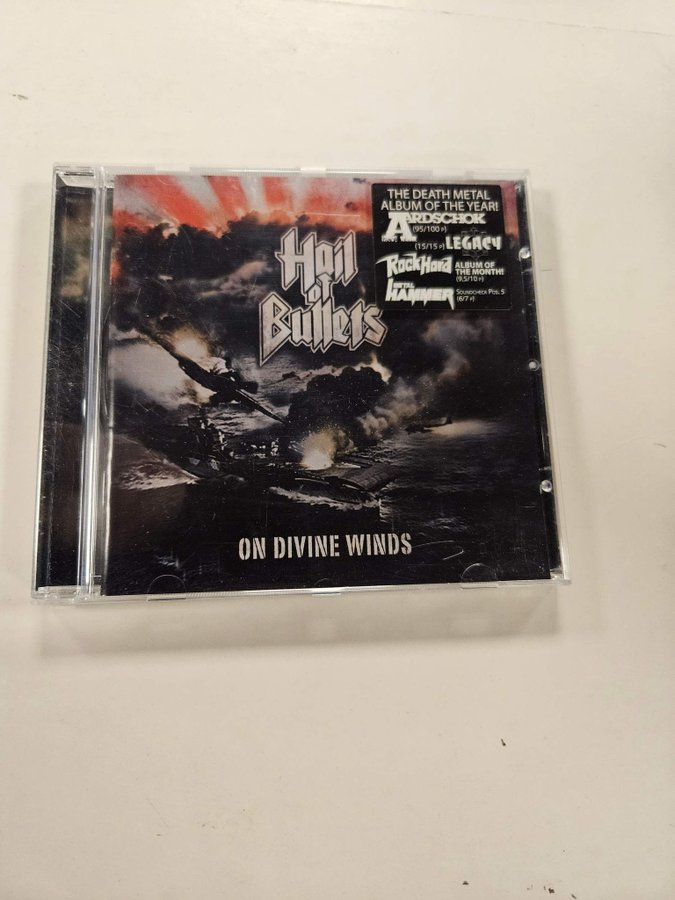 Hail
of
Bullets
THE DEATH METAL
ALBUM OF THE YEAR!
AARDSCHOK
(95/100 P)
(15/15 P) LEGACY
RockHard ALBUM OF
THE MONTH!
(9,5/10 P)
METAL
HAMMER SOUNDCHECK POS. 5
(6/7 P)
ON DIVINE WINDS